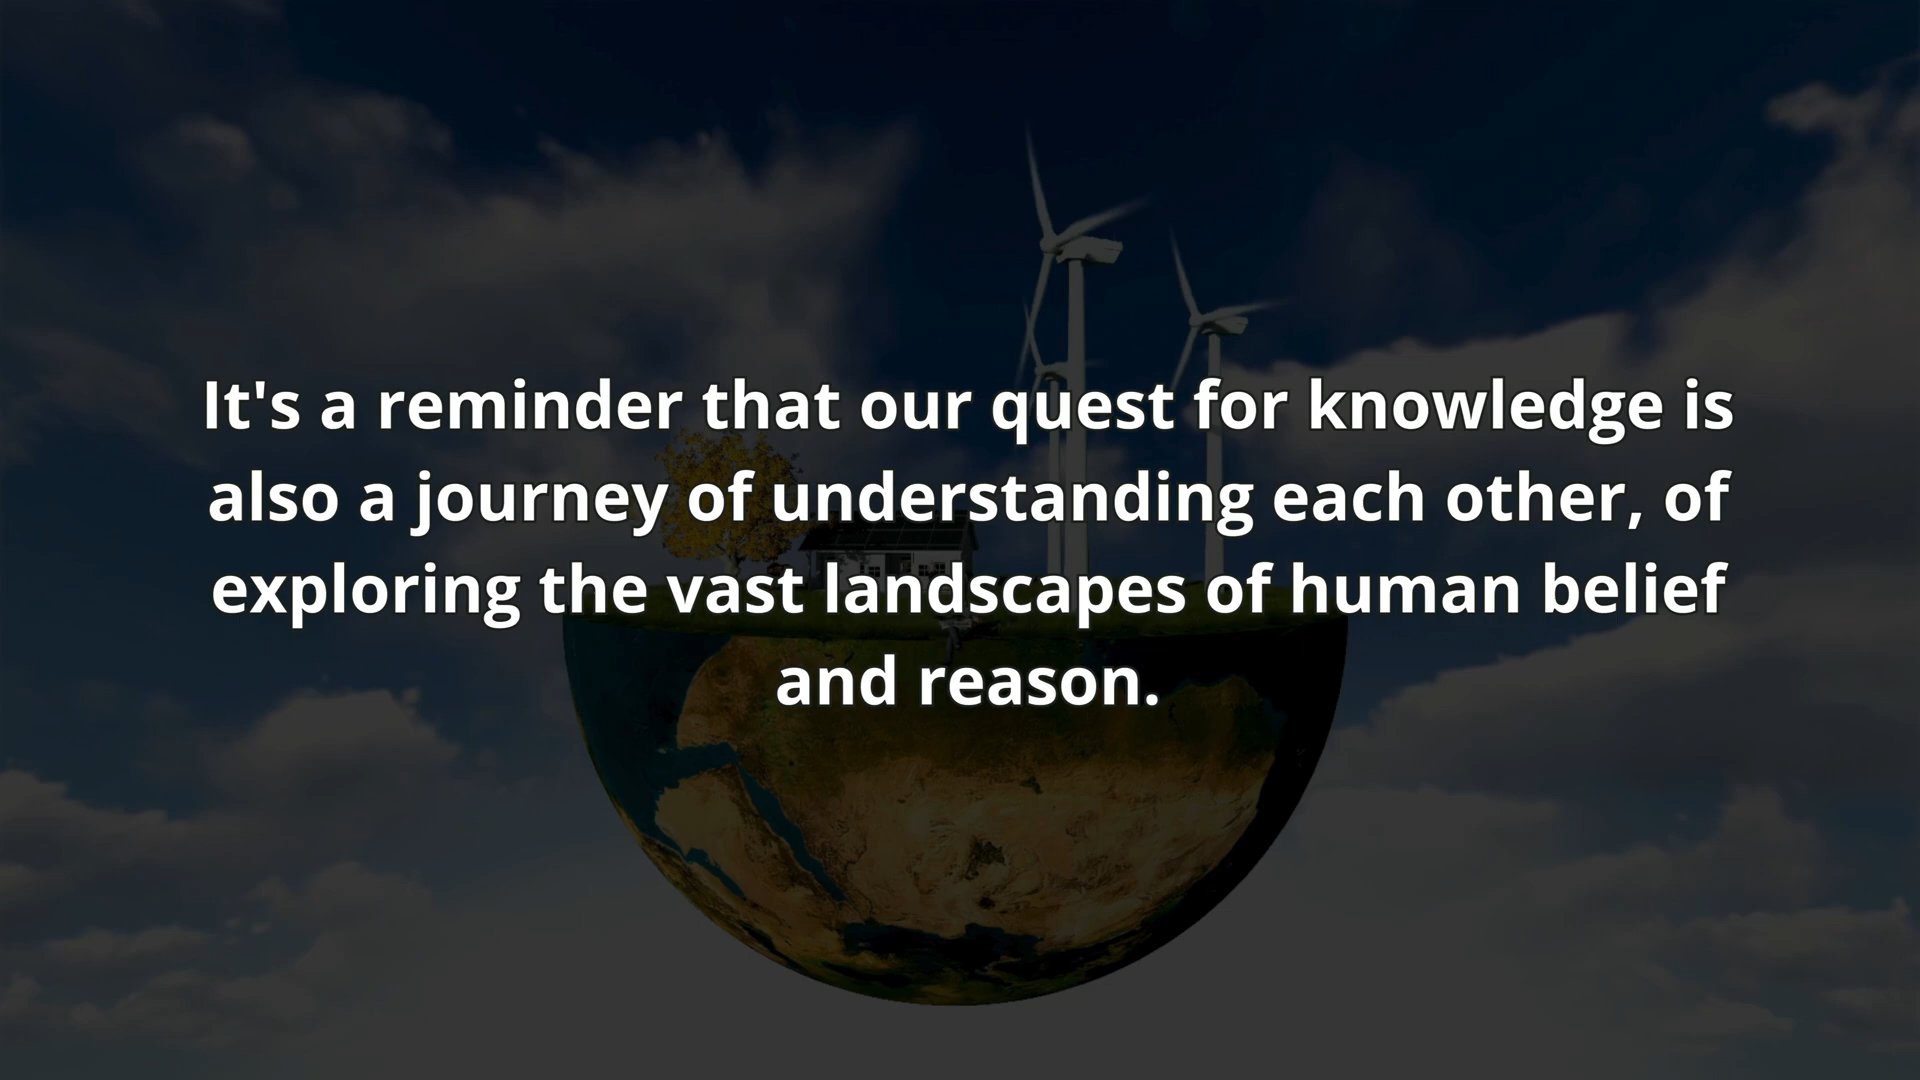 It's a reminder that our quest for knowledge is
also a journey of understanding each other, of
exploring the vast landscapes of human belief
and reason.